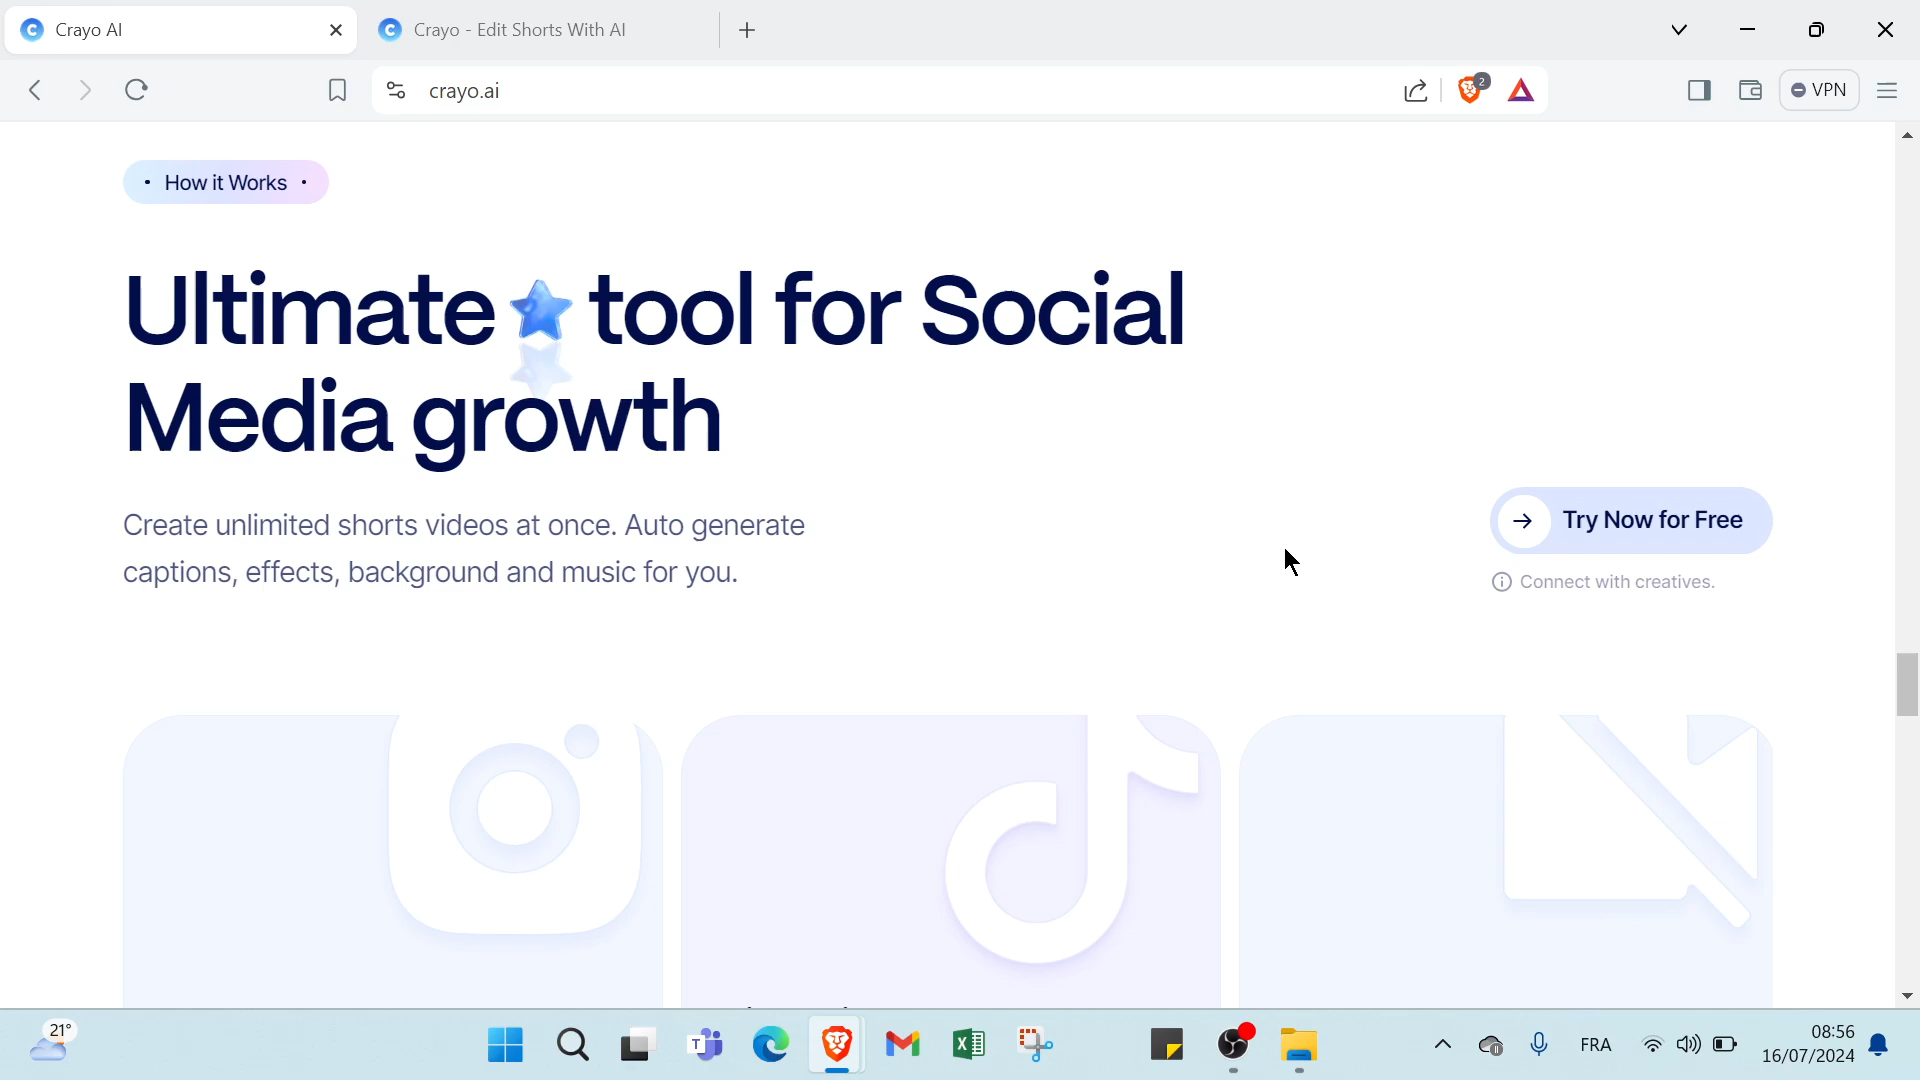 Crayo AI
Crayo - Edit Shorts With AI
crayo.ai
2
VPN
• How it Works •
Ultimate tool for Social
Media growth
Create unlimited shorts videos at once. Auto generate
captions, effects, background and music for you.
Try Now for Free
Connect with creatives.
21°
FRA
08:56
16/07/2024